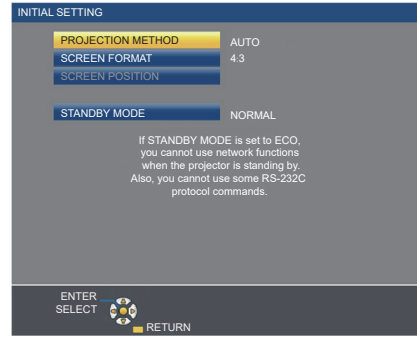 INITIAL SETTING
PROJECTION METHOD AUTO
SCREEN FORMAT 4:3
SCREEN POSITION
STANDBY MODE NORMAL
If STANDBY MODE is set to ECO,
you cannot use network functions
when the projector is standing by.
Also, you cannot use some RS-232C
protocol commands.
ENTER
SELECT
RETURN